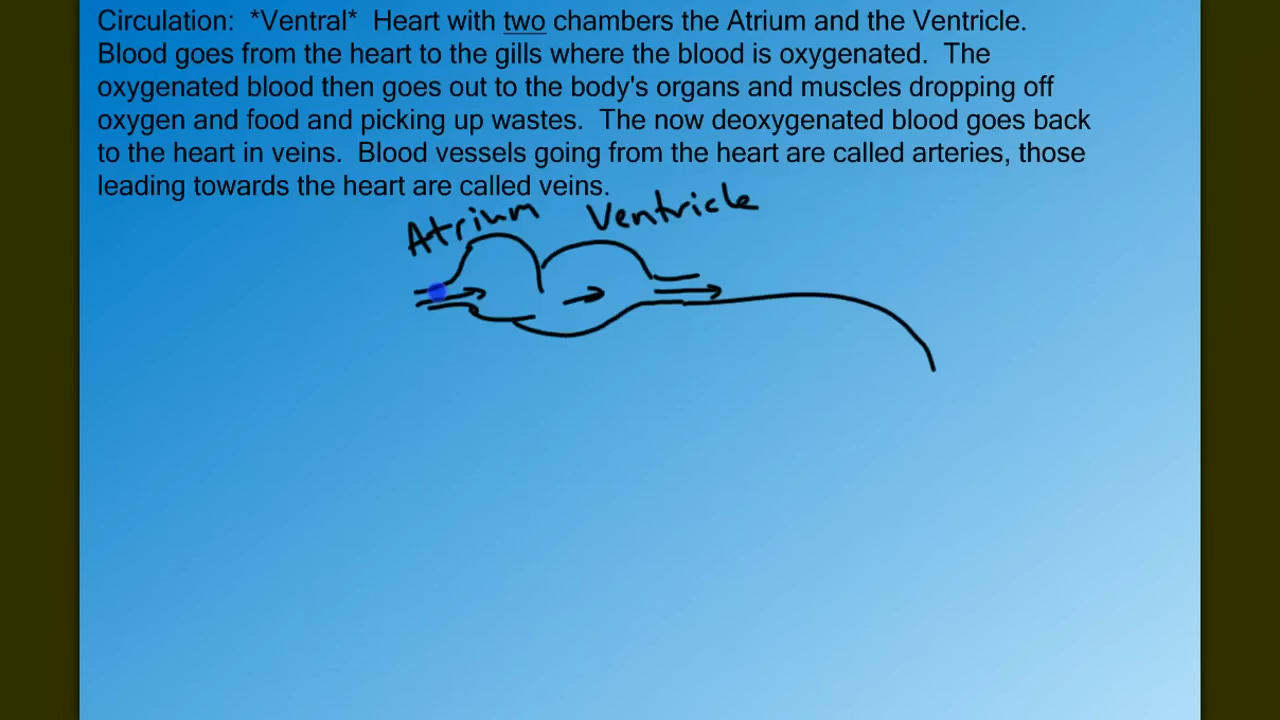 Circulation: *Ventral* Heart with two chambers the Atrium and the Ventricle.
Blood goes from the heart to the gills where the blood is oxygenated. The
oxygenated blood then goes out to the body's organs and muscles dropping off
oxygen and food and picking up wastes. The now deoxygenated blood goes back
to the heart in veins. Blood vessels going from the heart are called arteries, those
leading towards the heart are called veins.
Atrium Ventricle